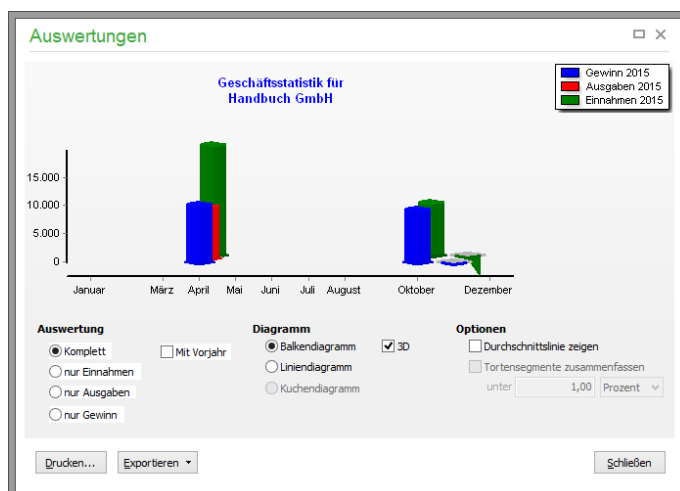 Auswertungen
Geschäftsstatistik für
Handbuch GmbH
Gewinn 2015
Ausgaben 2015
Einnahmen 2015
15.000
10.000
5.000
0
Januar März April Mai Juni Juli August Oktober Dezember
Auswertung
Komplett
Mit Vorjahr
nur Einnahmen
nur Ausgaben
nur Gewinn
Diagramm
Balkendiagramm
3D
Liniendiagramm
Kuchendiagramm
Optionen
Durchschnittslinie zeigen
Tortensegmente zusammenfassen
unter 1,00 Prozent
Drucken... Exportieren Schließen